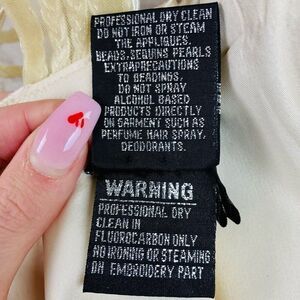 PROFESSIONAL DRY CLEAN
DO NOT IRON OR STEAM
THE APPLIQUES.
BEADS, SEQUINS PEARLS
EXTRAPRECAUTIONS
TO BEADINGS.
DO NOT SPRAY
ALCOHOL BASED
PRODUCTS DIRECTLY
ON GARMENT SUCH AS
PERFUME HAIR SPRAY.
DEODORANTS.
WARNING
PROFESSIONAL DRY
CLEAN IN
FLUOROCARBON ONLY
NO IRONING OR STEAMING
ON EMBOIDERY PART